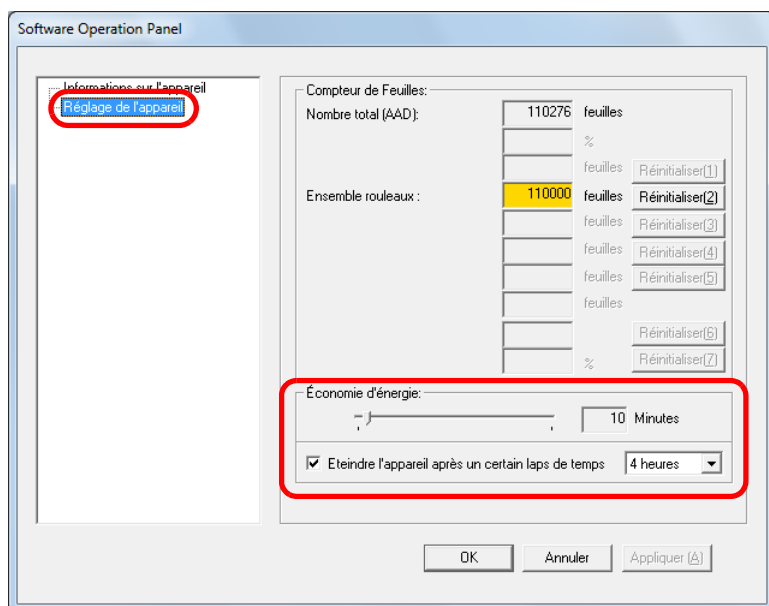 Software Operation Panel
Informations sur l'appareil
Réglage de l'appareil
Compteur de Feuilles:
Nombre total (AAD): 110276 feuilles
%
feuilles Réinitialiser(1)
Ensemble rouleaux : 110000 feuilles Réinitialiser(2)
feuilles Réinitialiser(3)
feuilles Réinitialiser(4)
feuilles Réinitialiser(5)
feuilles
Réinitialiser(6)
% Réinitialiser(7)
Économie d'énergie:
10 Minutes
Eteindre l'appareil après un certain laps de temps 4 heures
OK Annuler Appliquer (A)